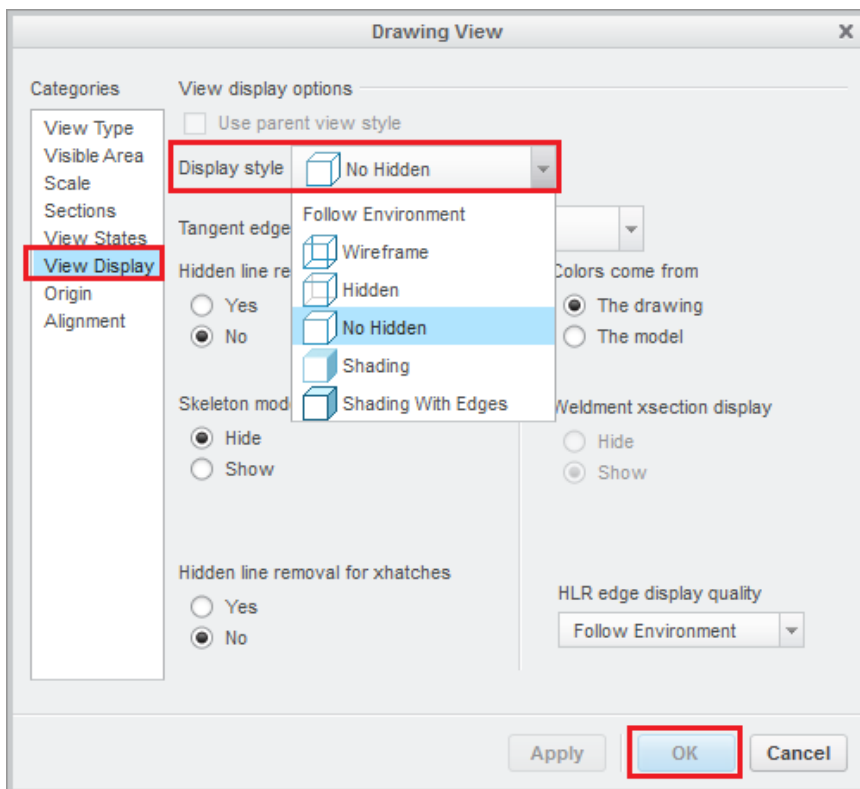 Drawing View
Categories
View Type
Visible Area
Scale
Sections
View States
View Display
Origin
Alignment
View display options
Use parent view style
Display style No Hidden
Follow Environment
Wireframe
Hidden
No Hidden
Shading
Shading With Edges
Tangent edge
Hidden line re
Yes
No
Colors come from
The drawing
The model
Skeleton mod
Hide
Show
Weldment xsection display
Hide
Show
Hidden line removal for xhatches
Yes
No
HLR edge display quality
Follow Environment
Apply OK Cancel